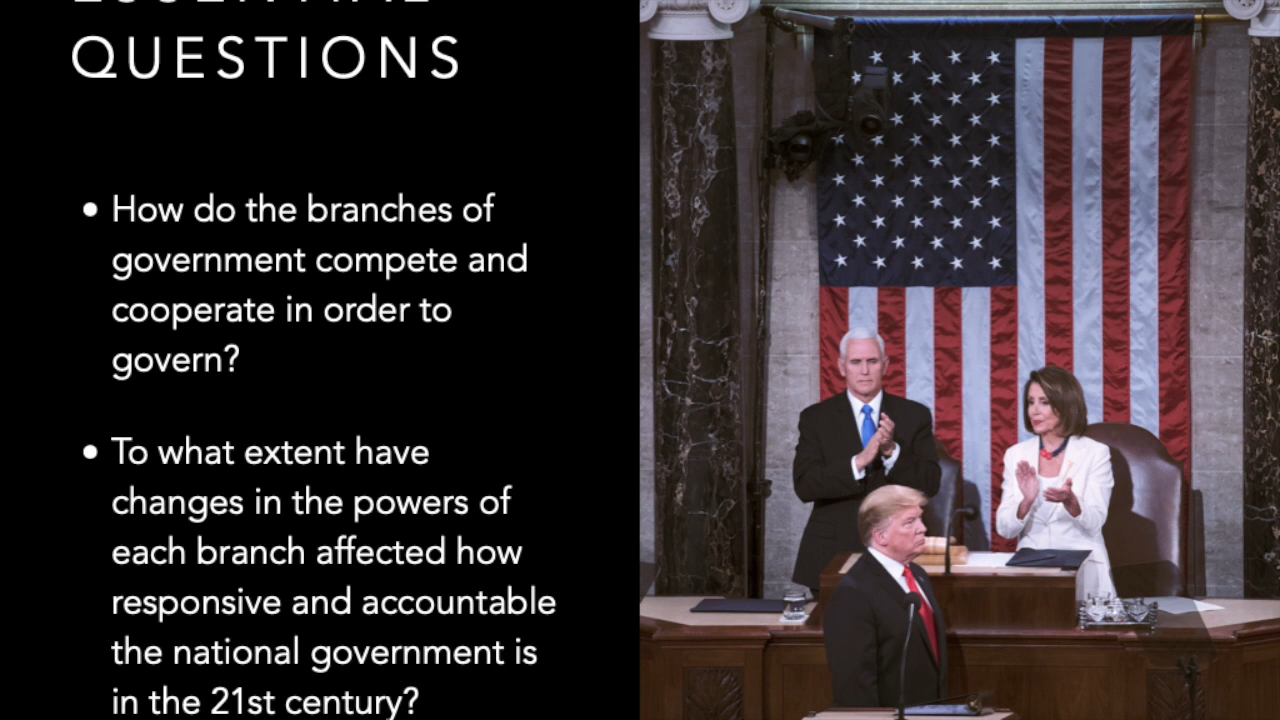 QUESTIONS
• How do the branches of
government compete and
cooperate in order to
govern?
• To what extent have
changes in the powers of
each branch affected how
responsive and accountable
the national government is
in the 21st century?